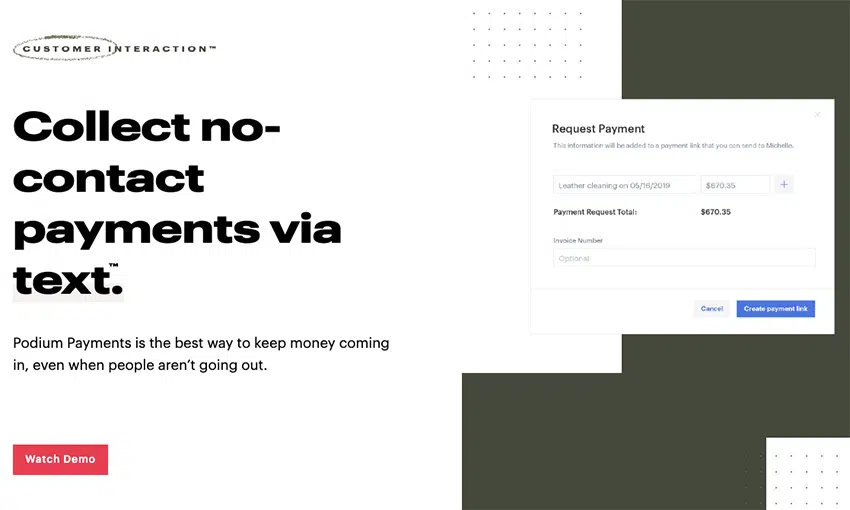 CUSTOMER INTERACTION™
Collect no-
contact
payments via
text.™
Podium Payments is the best way to keep money coming
in, even when people aren’t going out.
Watch Demo
Request Payment
This information will be added to a payment link that you can send to Michelle.
Leather cleaning on 05/16/2019 $670.35 +
Payment Request Total: $670.35
Invoice Number
Optional
Cancel Create payment link